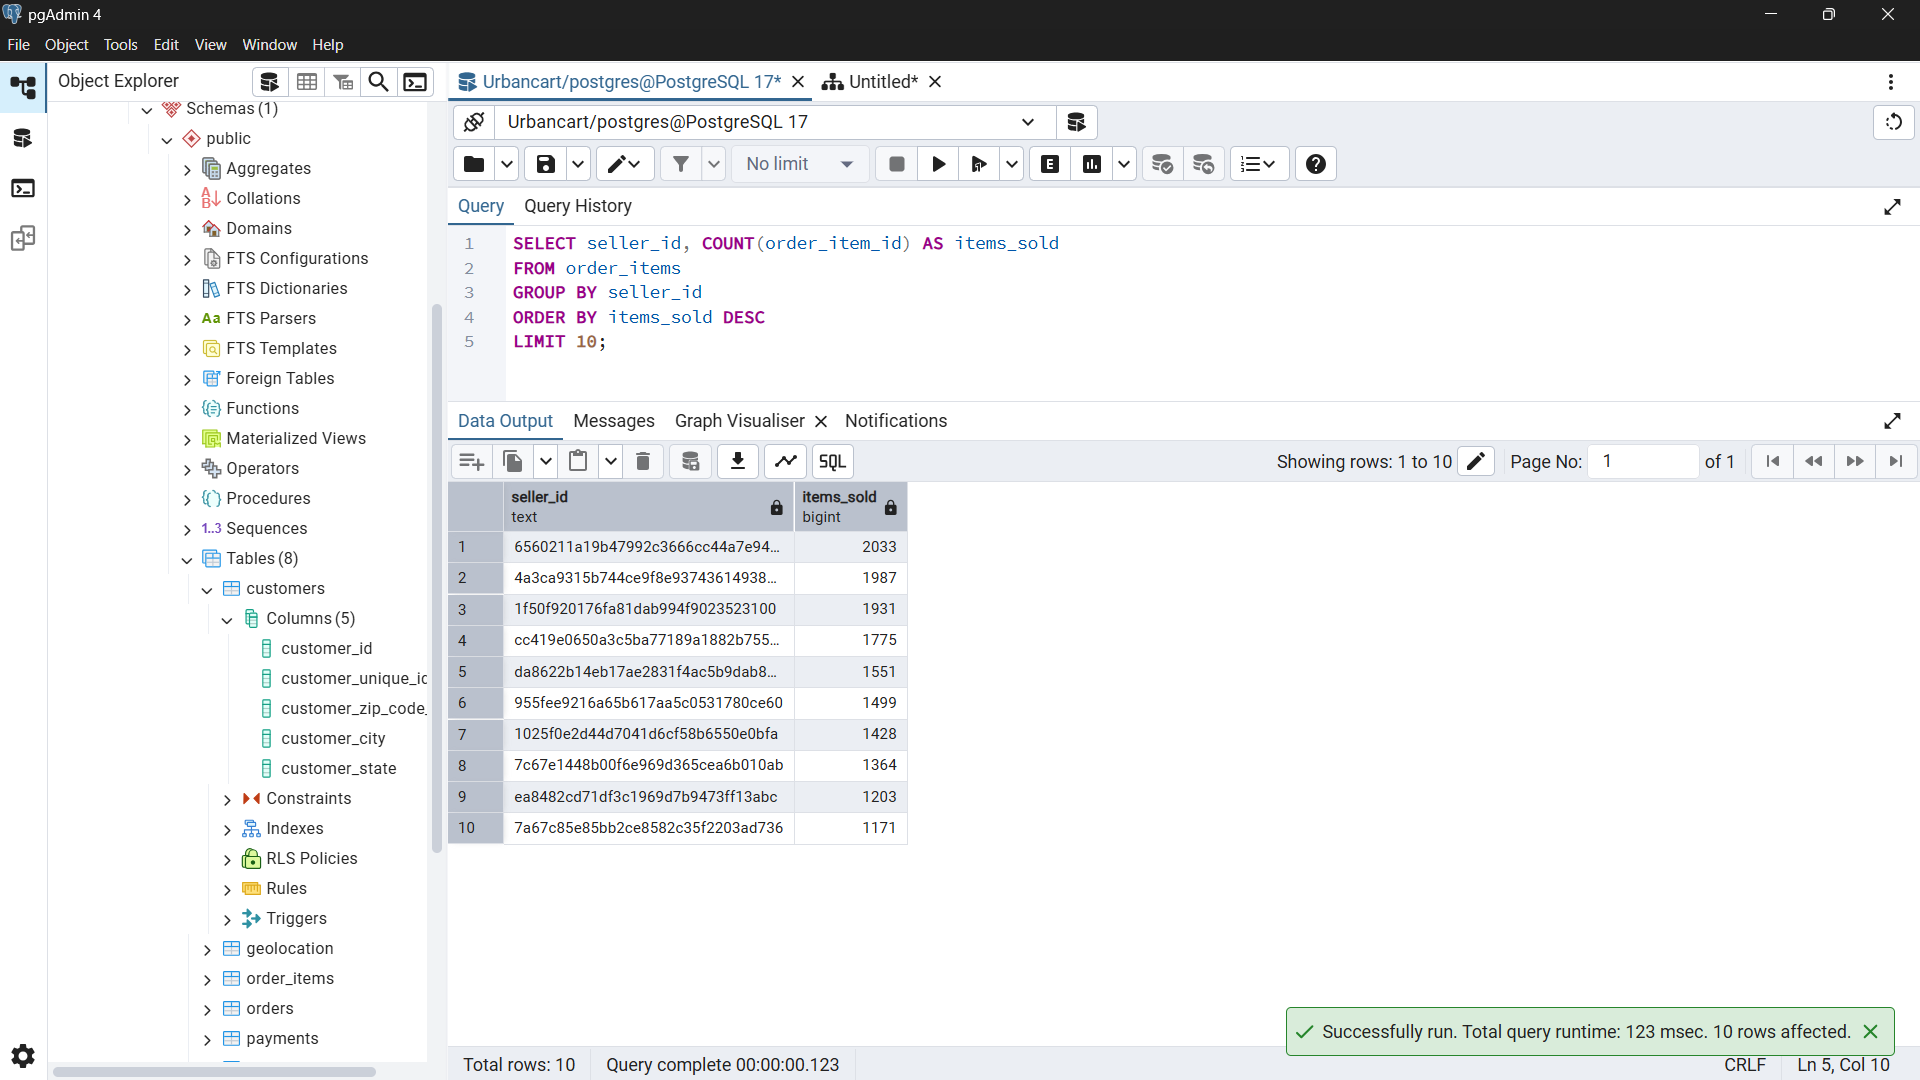 pgAdmin 4
File Object Tools Edit View Window Help
Object Explorer
Schemas (1)
public
Aggregates
Collations
Domains
FTS Configurations
FTS Dictionaries
Aa FTS Parsers
FTS Templates
Foreign Tables
Functions
Materialized Views
Operators
Procedures
1..3 Sequences
Tables (8)
customers
Columns (5)
customer_id
customer_unique_id
customer_zip_code_
customer_city
customer_state
Constraints
Indexes
RLS Policies
Rules
Triggers
geolocation
order_items
orders
payments
Urbancart/postgres@PostgreSQL 17* Untitled*
Urbancart/postgres@PostgreSQL 17
No limit E
Query Query History
1 SELECT seller_id, COUNT(order_item_id) AS items_sold
2 FROM order_items
3 GROUP BY seller_id
4 ORDER BY items_sold DESC
5 LIMIT 10;
Data Output Messages Graph Visualiser Notifications
SQL Showing rows: 1 to 10 Page No: 1 of 1
seller_id items_sold
text bigint
1 6560211a19b47992c3666cc44a7e94... 2033
2 4a3ca9315b744ce9f8e93743614938... 1987
3 1f50f920176fa81dab994f9023523100 1931
4 cc419e0650a3c5ba77189a1882b755... 1775
5 da8622b14eb17ae2831f4ac5b9dab8... 1551
6 955fee9216a65b617aa5c0531780ce60 1499
7 1025f0e2d44d7041d6cf58b6550e0bfa 1428
8 7c67e1448b00f6e969d365cea6b010ab 1364
9 ea8482cd71df3c1969d7b9473ff13abc 1203
10 7a67c85e85bb2ce8582c35f2203ad736 1171
Successfully run. Total query runtime: 123 msec. 10 rows affected.
Total rows: 10 Query complete 00:00:00.123 CRLF Ln 5, Col 10